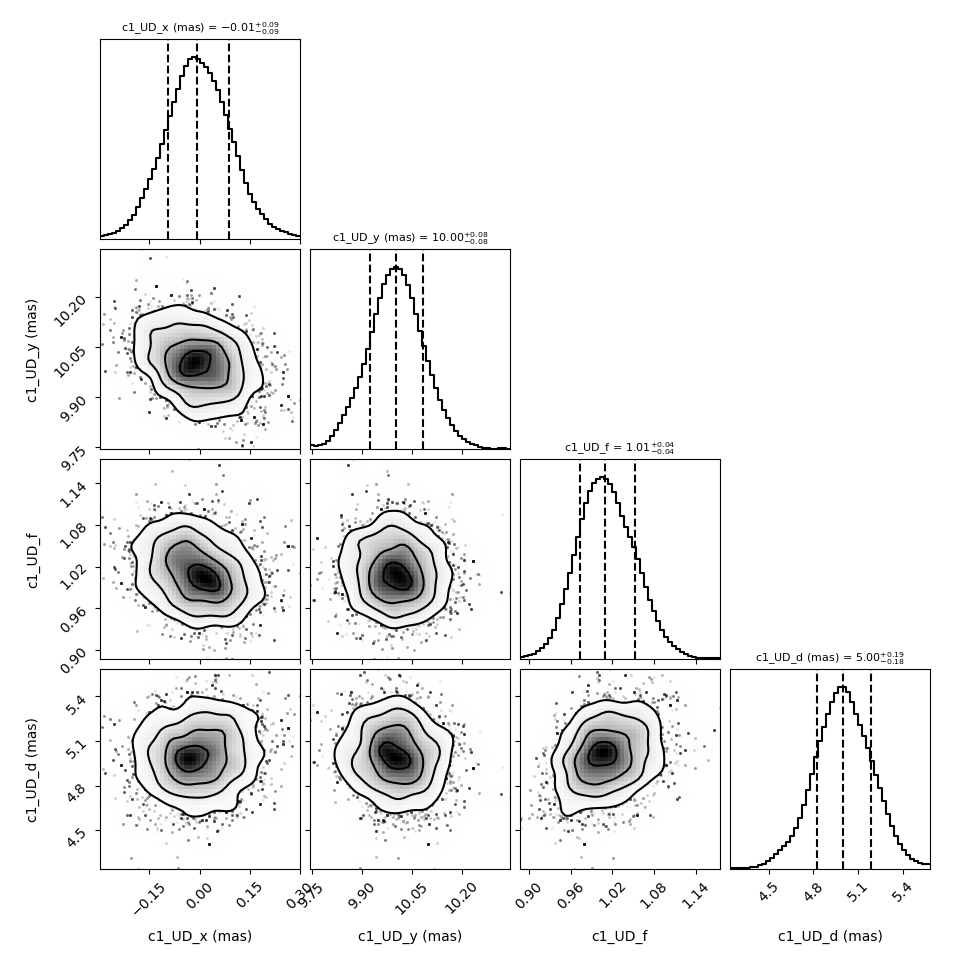 c1_UD_x (mas) = −0.01+0.09−0.09
c1_UD_y (mas) = 10.00+0.08−0.08
c1_UD_y (mas)
10.20
10.05
9.90
9.75
c1_UD_f = 1.01+0.04−0.04
c1_UD_f
1.14
1.08
1.02
0.96
0.90
c1_UD_d (mas) = 5.00+0.19−0.18
c1_UD_d (mas)
5.4
5.1
4.8
4.5
−0.15 0.00 0.15 0.30 9.75 9.90 10.05 10.20 0.90 0.96 1.02 1.08 1.14 4.5 4.8 5.1 5.4
c1_UD_x (mas) c1_UD_y (mas) c1_UD_f c1_UD_d (mas)